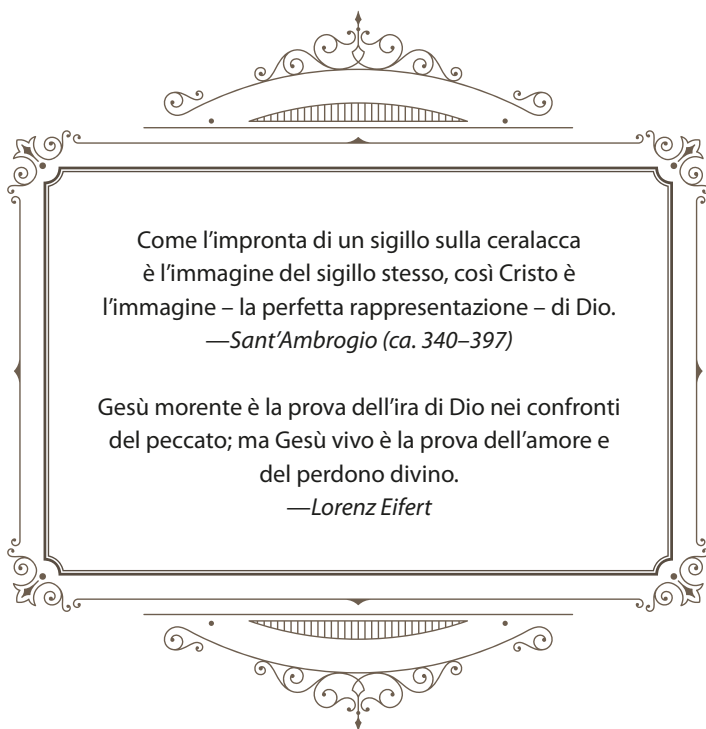 Come l’impronta di un sigillo sulla ceralacca
è l’immagine del sigillo stesso, così Cristo è
l’immagine – la perfetta rappresentazione – di Dio.
—Sant’Ambrogio (ca. 340–397)
Gesù morente è la prova dell’ira di Dio nei confronti
del peccato; ma Gesù vivo è la prova dell’amore e
del perdono divino.
—Lorenz Eifert